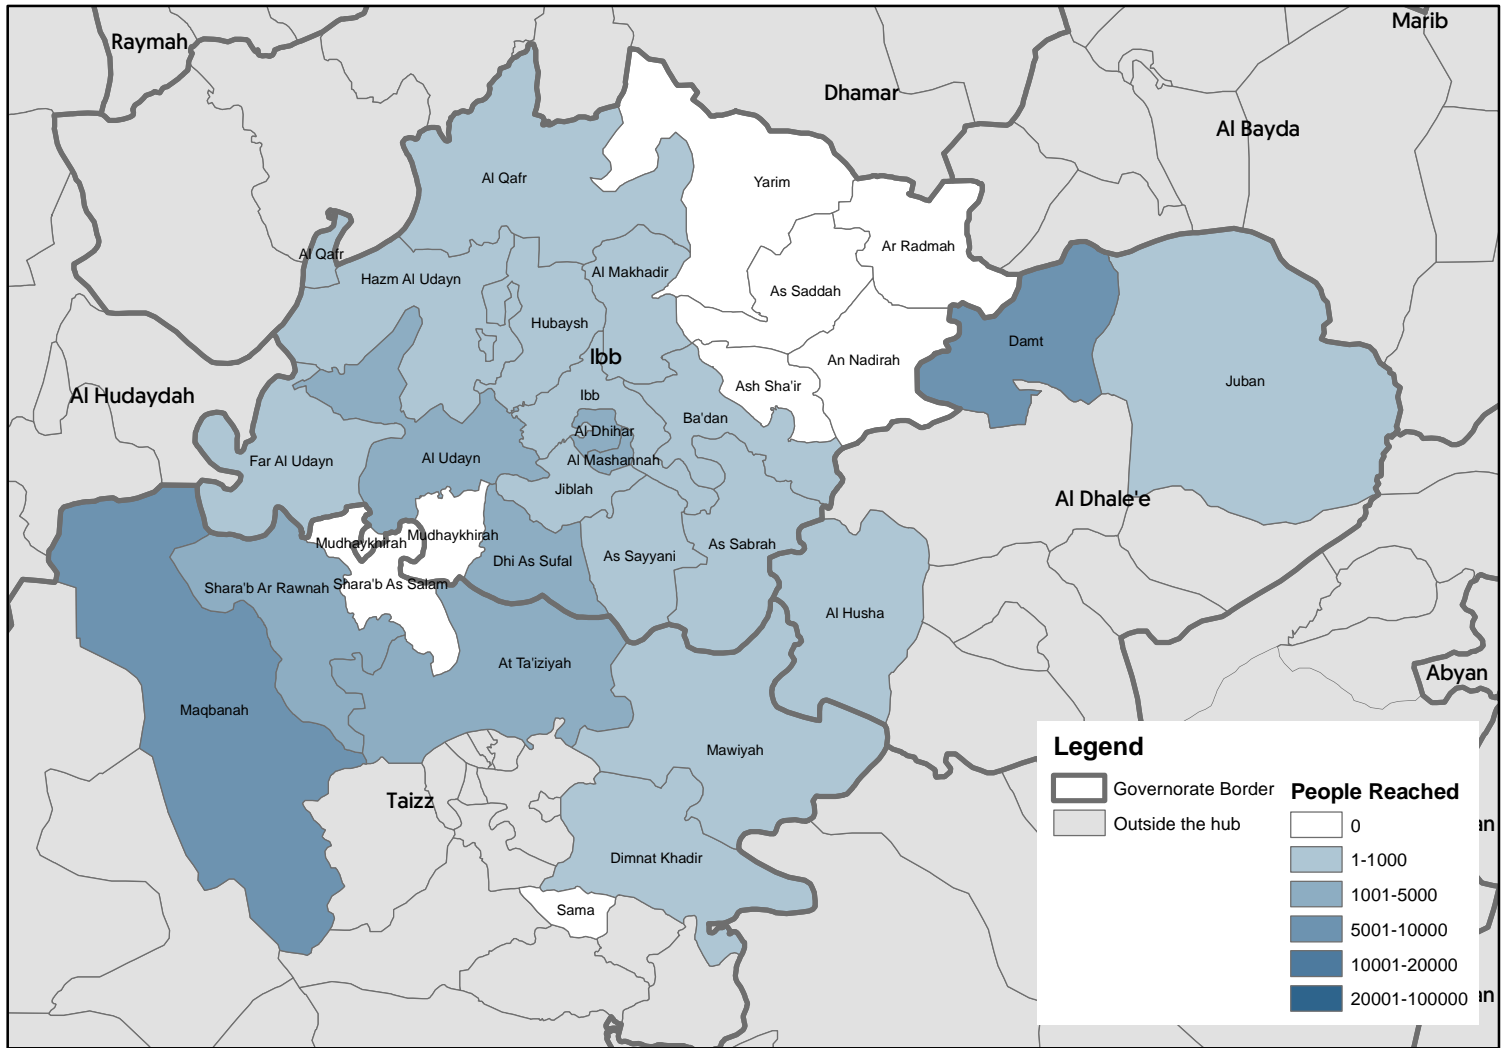 Marib
Raymah
Dhamar
Al Bayda
Al Qafr
Yarim
Ar Radmah
Al Qafr
Hazm Al Udayn
Al Makhadir
As Saddah
Hubaysh
Damt
Ibb
An Nadirah
Juban
Ash Sha'ir
Al Hudaydah
Ibb
Ba'dan
Al Dhihar
Far Al Udayn
Al Udayn
Al Mashannah
Jiblah
Al Dhale'e
Mudhaykhirah
Mudhaykhirah
As Sabrah
Dhi As Sufal
As Sayyani
Shara'b Ar Rawnah
Shara'b As Salam
Al Husha
At Ta'iziyah
Abyan
Maqbanah
Mawiyah
Taizz
Dimnat Khadir
Sama
Legend
Governorate Border
Outside the hub
People Reached
0
1-1000
1001-5000
5001-10000
10001-20000
20001-100000
an
an